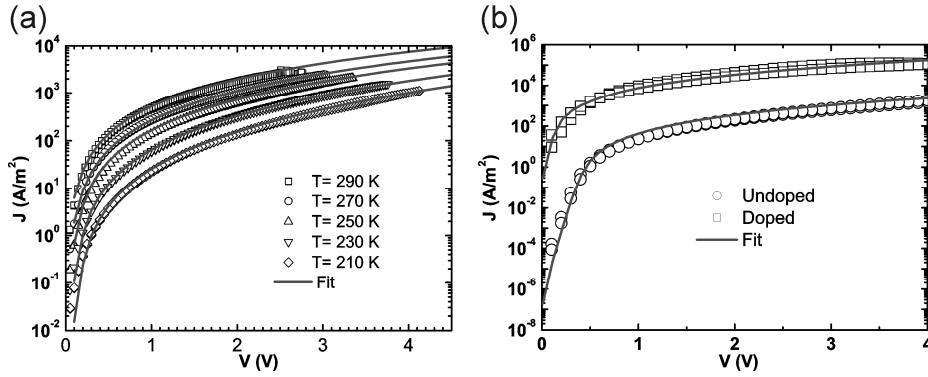 (a)
10^4
10^3
10^2
10^1
10^0
10^-1
10^-2
J (A/m^2)
T= 290 K
T= 270 K
T= 250 K
T= 230 K
T= 210 K
Fit
0 1 2 3 4
V (V)
(b)
10^6
10^4
10^2
10^0
10^-2
10^-4
10^-6
10^-8
J (A/m^2)
Undoped
Doped
Fit
0 1 2 3 4
V (V)